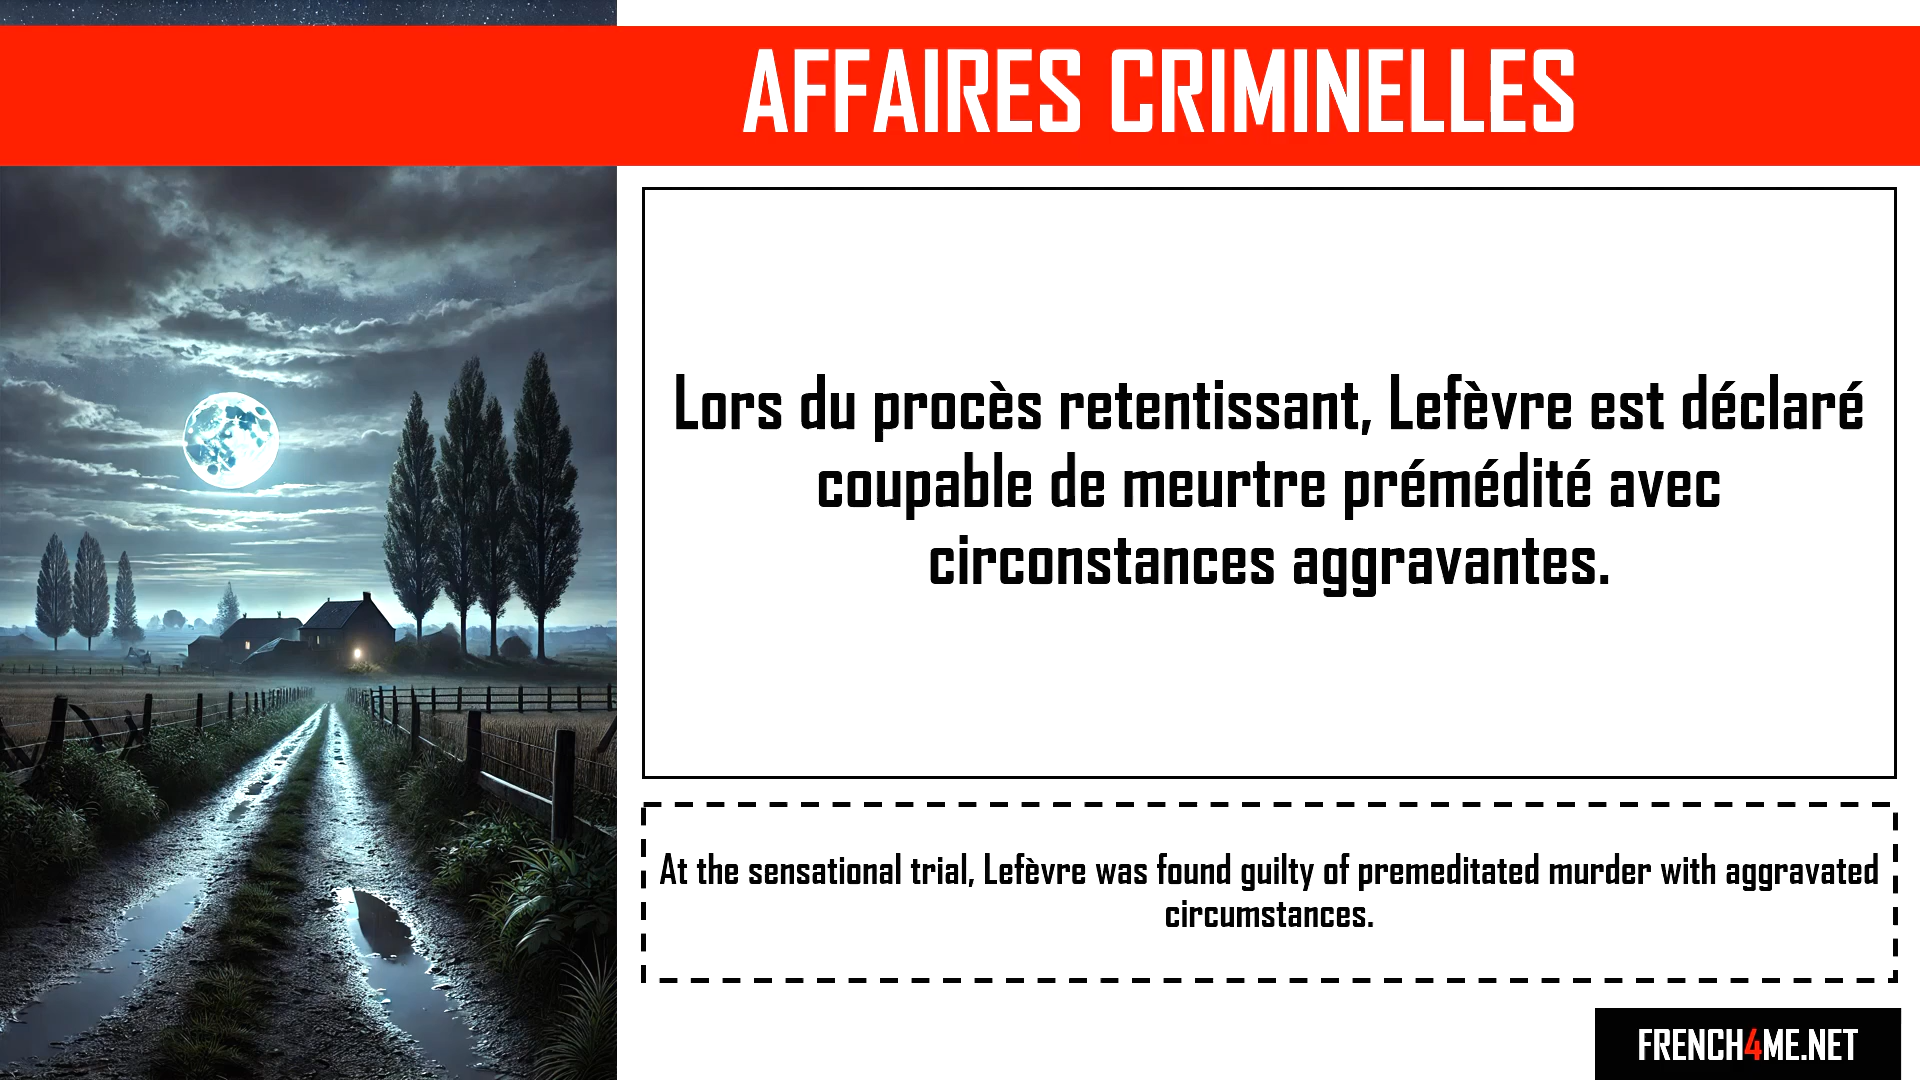 AFFAIRES CRIMINELLES
Lors du procès retentissant, Lefèvre est déclaré
coupable de meurtre prémédité avec
circonstances aggravantes.
At the sensational trial, Lefèvre was found guilty of premeditated murder with aggravated
circumstances.
FRENCH4ME.NET